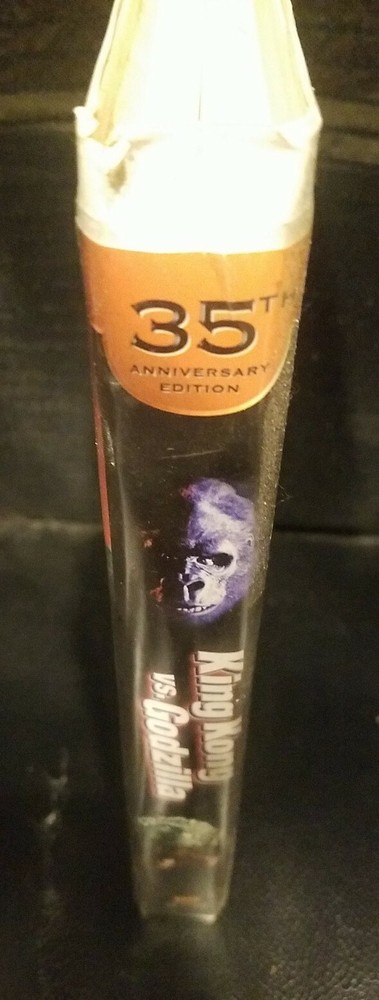 35TH
ANNIVERSARY
EDITION
King Kong
vs. Godzilla